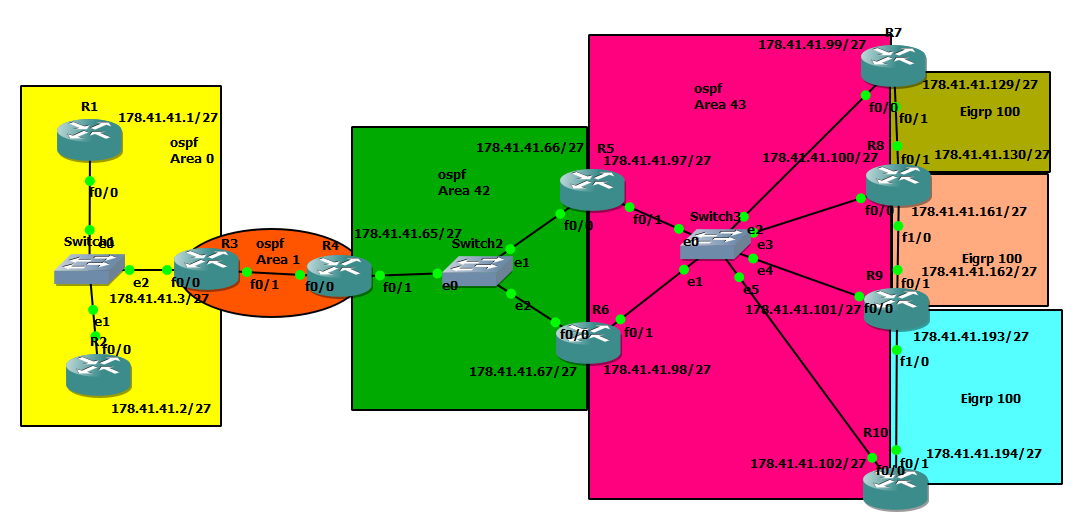 R1
178.41.41.1/27
ospf
Area 0
f0/0
Switch1
e0
e2
f0/0
178.41.41.3/27
e1
R2
f0/0
178.41.41.2/27
R3
ospf
Area 1
f0/1
R4
f0/0
178.41.41.65/27
f0/1
ospf
Area 42
178.41.41.66/27
Switch2
e0
e1
e2
f0/0
R5
178.41.41.97/27
f0/1
R6
f0/0
f0/1
178.41.41.67/27
178.41.41.98/27
ospf
Area 43
Switch3
e0
e1
e2
e3
e4
e5
R7
178.41.41.99/27
f0/0
f0/1
178.41.41.129/27
Eigrp 100
R8
178.41.41.100/27
f0/1
178.41.41.130/27
f0/0
178.41.41.161/27
f1/0
Eigrp 100
R9
178.41.41.162/27
f0/1
178.41.41.101/27
f0/0
178.41.41.193/27
f1/0
Eigrp 100
R10
178.41.41.102/27
f0/0
f0/1
178.41.41.194/27